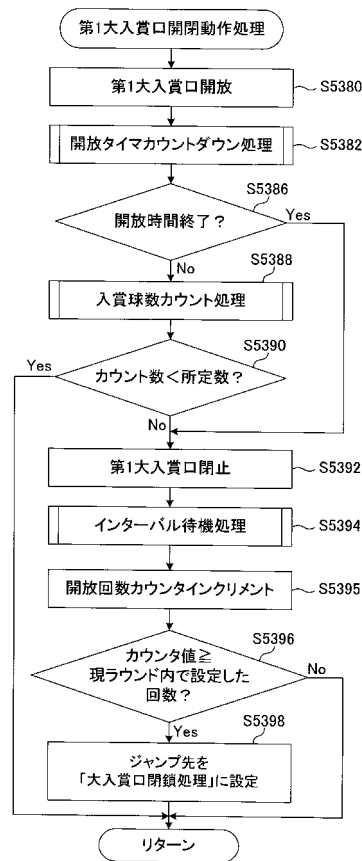 第1大入賞口開閉動作処理
第1大入賞口開放
S5380
開放タイマカウントダウン処理
S5382
S5386
開放時間終了?
Yes
No
S5388
入賞球数カウント処理
S5390
Yes
カウント数<所定数?
No
第1大入賞口閉止
S5392
インターバル待機処理
S5394
開放回数カウンタインクリメント
S5395
S5396
カウンタ値≧
現ラウンド内で設定した
回数?
No
Yes
S5398
ジャンプ先を
「大入賞口閉鎖処理」に設定
リターン